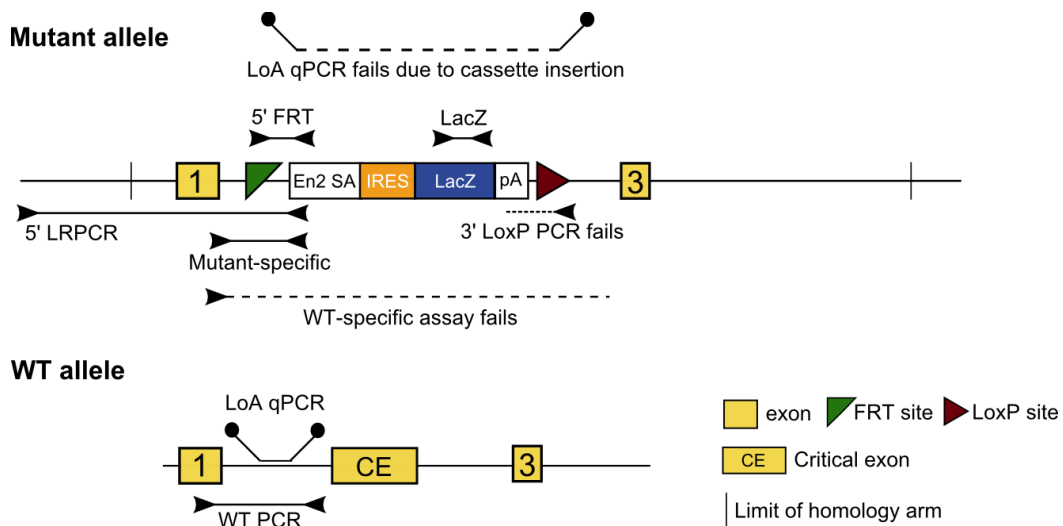 Mutant allele
LoA qPCR fails due to cassette insertion
5' FRT
LacZ
1
En2 SA
IRES
LacZ
pA
3
5' LRPCR
3' LoxP PCR fails
Mutant-specific
WT-specific assay fails
WT allele
LoA qPCR
1
CE
3
WT PCR
exon
FRT site
LoxP site
CE
Critical exon
Limit of homology arm